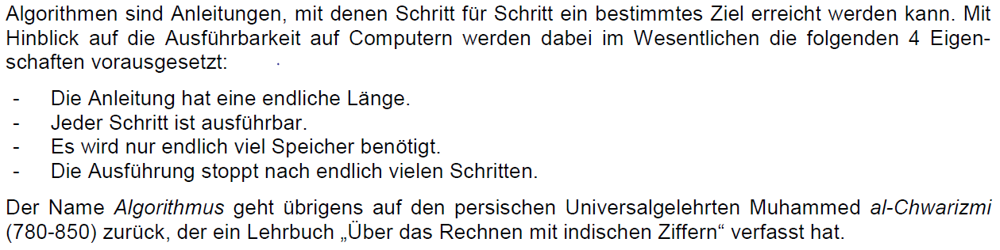 Algorithmen sind Anleitungen, mit denen Schritt für Schritt ein bestimmtes Ziel erreicht werden kann. Mit
Hinblick auf die Ausführbarkeit auf Computern werden dabei im Wesentlichen die folgenden 4 Eigen-
schaften vorausgesetzt:
- Die Anleitung hat eine endliche Länge.
- Jeder Schritt ist ausführbar.
- Es wird nur endlich viel Speicher benötigt.
- Die Ausführung stoppt nach endlich vielen Schritten.
Der Name Algorithmus geht übrigens auf den persischen Universalgelehrten Muhammed al-Chwarizmi
(780-850) zurück, der ein Lehrbuch „Über das Rechnen mit indischen Ziffern“ verfasst hat.